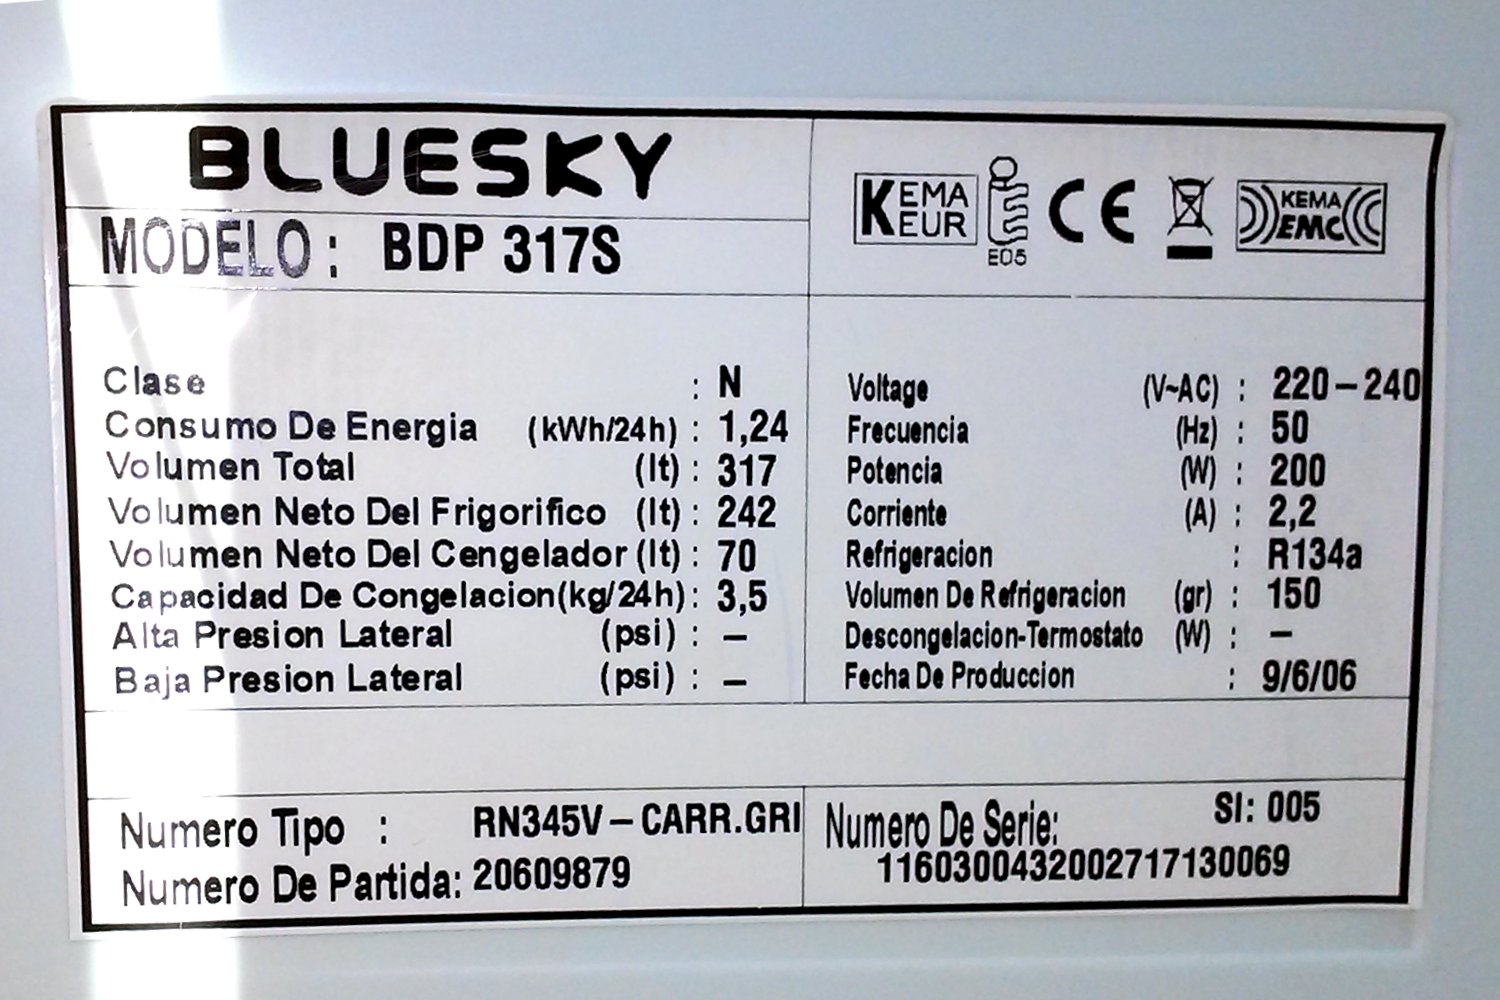 BLUESKY
MODELO : BDP 317S
KEMA
KEUR
E05
CE
KEMA
EMC
Clase : N
Consumo De Energia (kWh/24h) : 1,24
Volumen Total (lt) : 317
Volumen Neto Del Frigorifico (lt) : 242
Volumen Neto Del Cengelador (lt) : 70
Capacidad De Congelacion(kg/24h) : 3,5
Alta Presion Lateral (psi) : –
Baja Presion Lateral (psi) : –
Voltage (V~AC) : 220–240
Frecuencia (Hz) : 50
Potencia (W) : 200
Corriente (A) : 2,2
Refrigeracion : R134a
Volumen De Refrigeracion (gr) : 150
Descongelacion-Termostato (W) : –
Fecha De Produccion : 9/6/06
Numero Tipo : RN345V–CARR.GRI
Numero De Partida: 20609879
Numero De Serie: SI: 005
1160300432002717130069